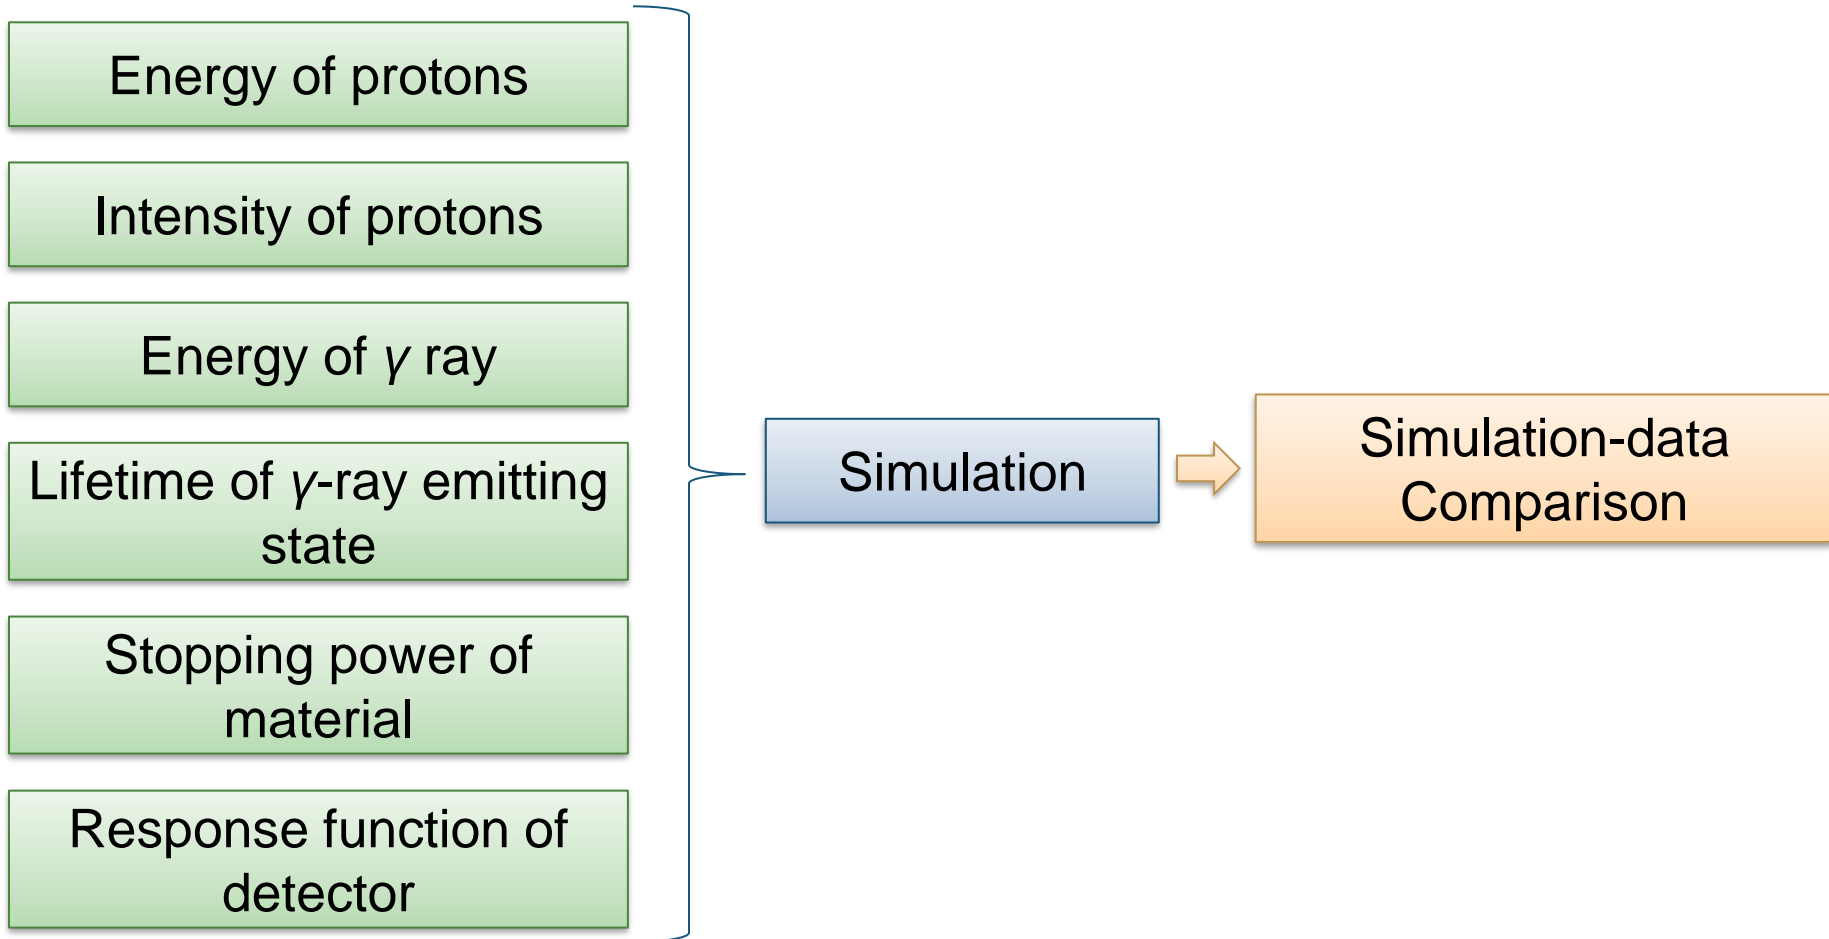 Energy of protons
Intensity of protons
Energy of γ ray
Lifetime of γ-ray emitting
state
Stopping power of
material
Response function of
detector
Simulation
Simulation-data
Comparison